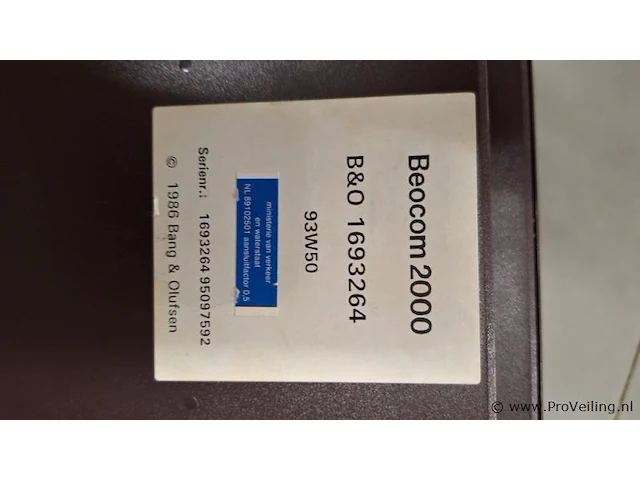 Beocom 2000
B&O 1693264
93W50
ministerie van verkeer
en waterstaat
NL 89102501 aansluitfactor 0,5
Serienr.: 1693264 95097592
© 1986 Bang & Olufsen
© www.ProVeiling.nl